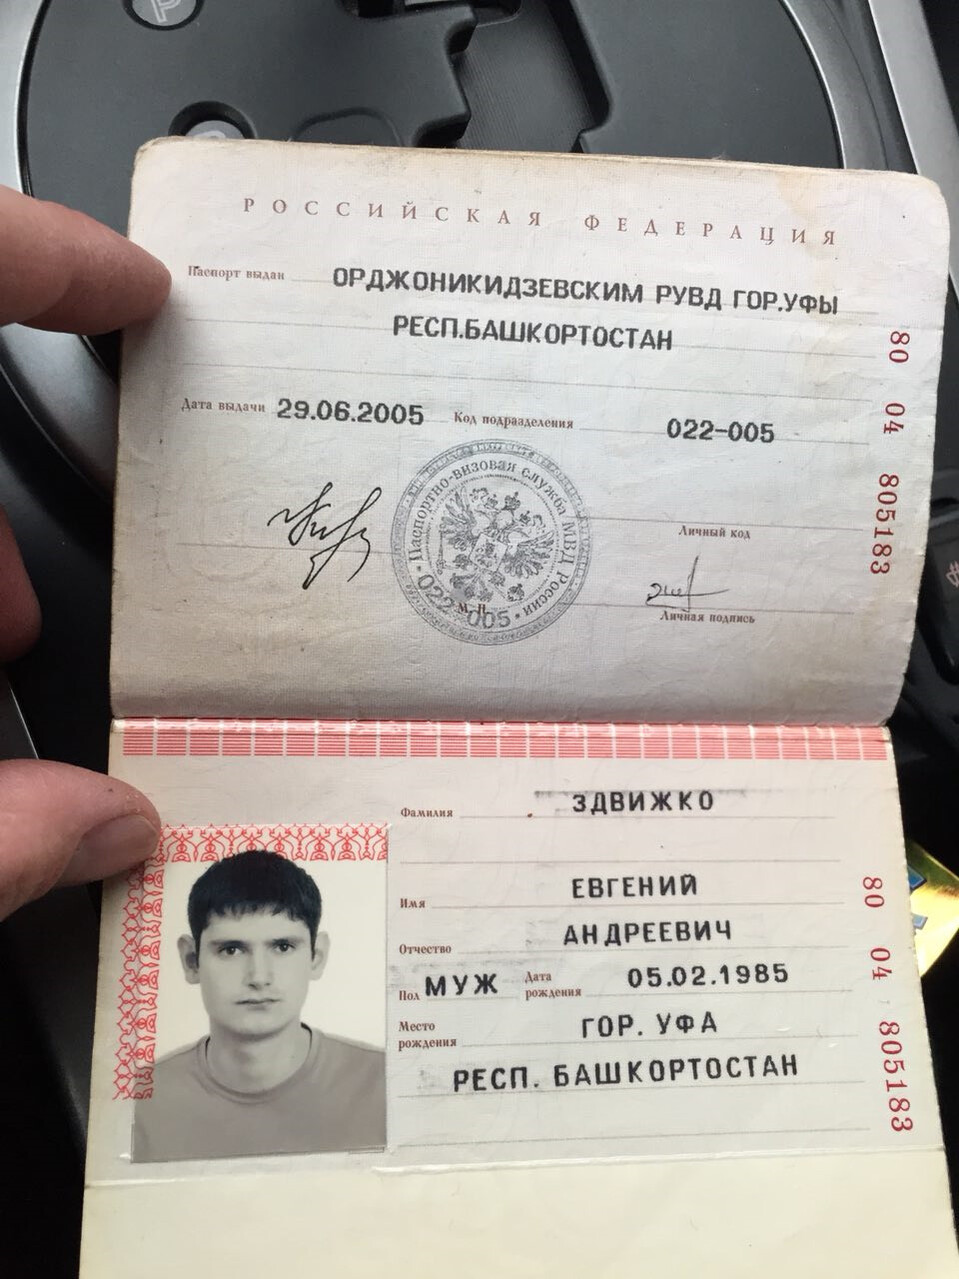 РОССИЙСКАЯ ФЕДЕРАЦИЯ
Паспорт выдан ОРДЖОНИКИДЗЕВСКИМ РУВД ГОР.УФЫ
РЕСП.БАШКОРТОСТАН
Дата выдачи 29.06.2005 Код подразделения 022-005
80 04 805183
Паспортно-визовая служба МВД России
022-005
М.П.
Личный код
Личная подпись
Фамилия ЗДВИЖКО
Имя ЕВГЕНИЙ
Отчество АНДРЕЕВИЧ
Пол МУЖ Дата рождения 05.02.1985
Место рождения ГОР. УФА
РЕСП. БАШКОРТОСТАН
80 04 805183